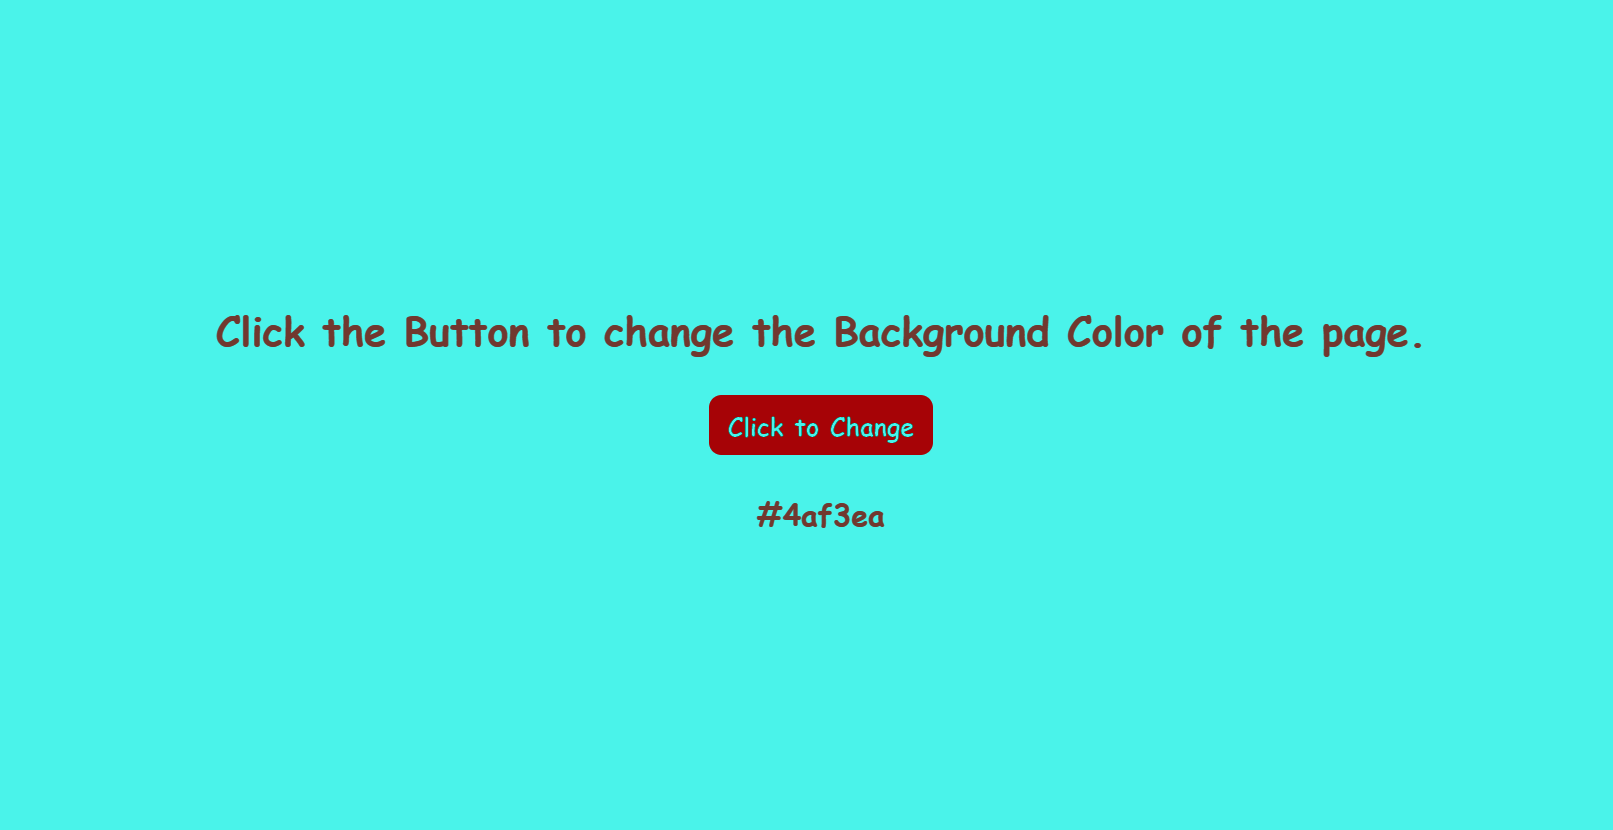 Click the Button to change the Background Color of the page.
Click to Change
#4af3ea